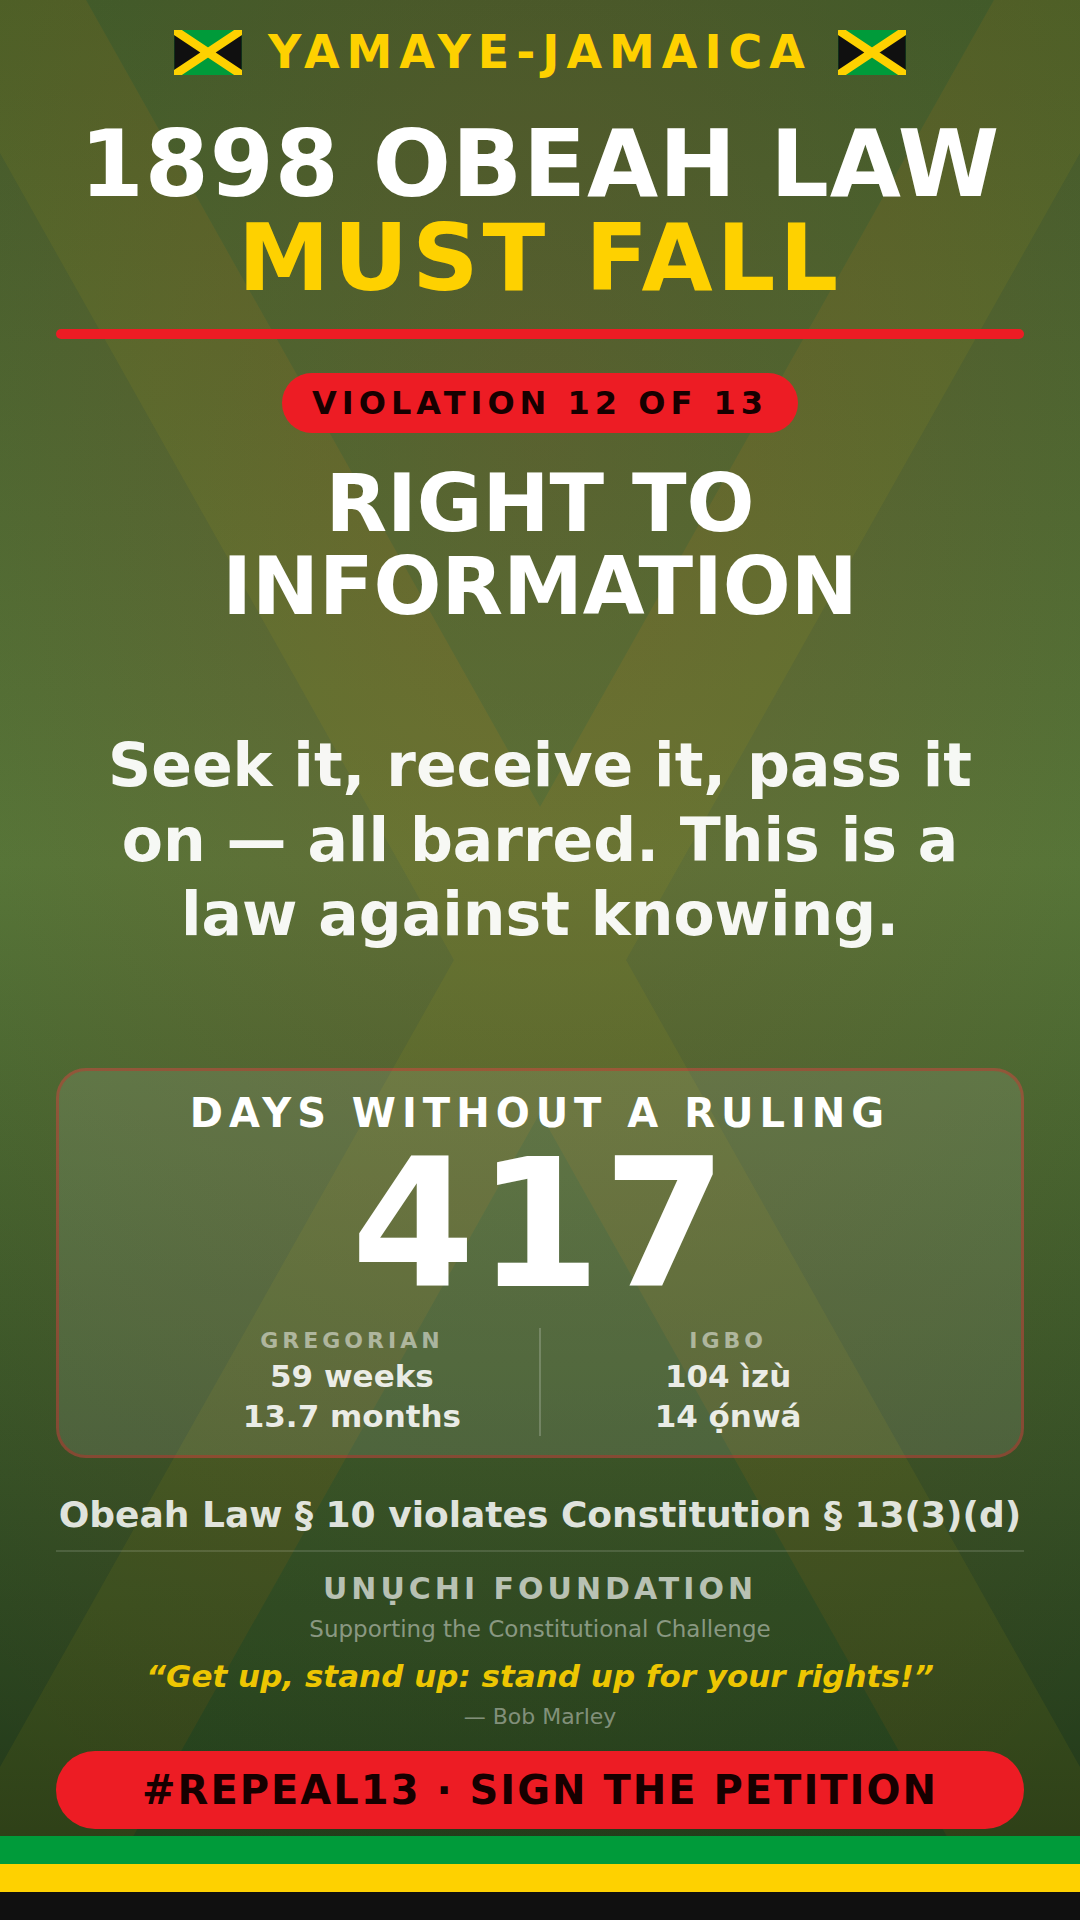 YAMAYE-JAMAICA
1898 OBEAH LAW
MUST FALL
VIOLATION 12 OF 13
RIGHT TO
INFORMATION
Seek it, receive it, pass it
on — all barred. This is a
law against knowing.
DAYS WITHOUT A RULING
417
GREGORIAN
59 weeks
13.7 months
IGBO
104 ìzù
14 ọ́nwá
Obeah Law § 10 violates Constitution § 13(3)(d)
UNỤCHI FOUNDATION
Supporting the Constitutional Challenge
“Get up, stand up: stand up for your rights!”
— Bob Marley
#REPEAL13 · SIGN THE PETITION